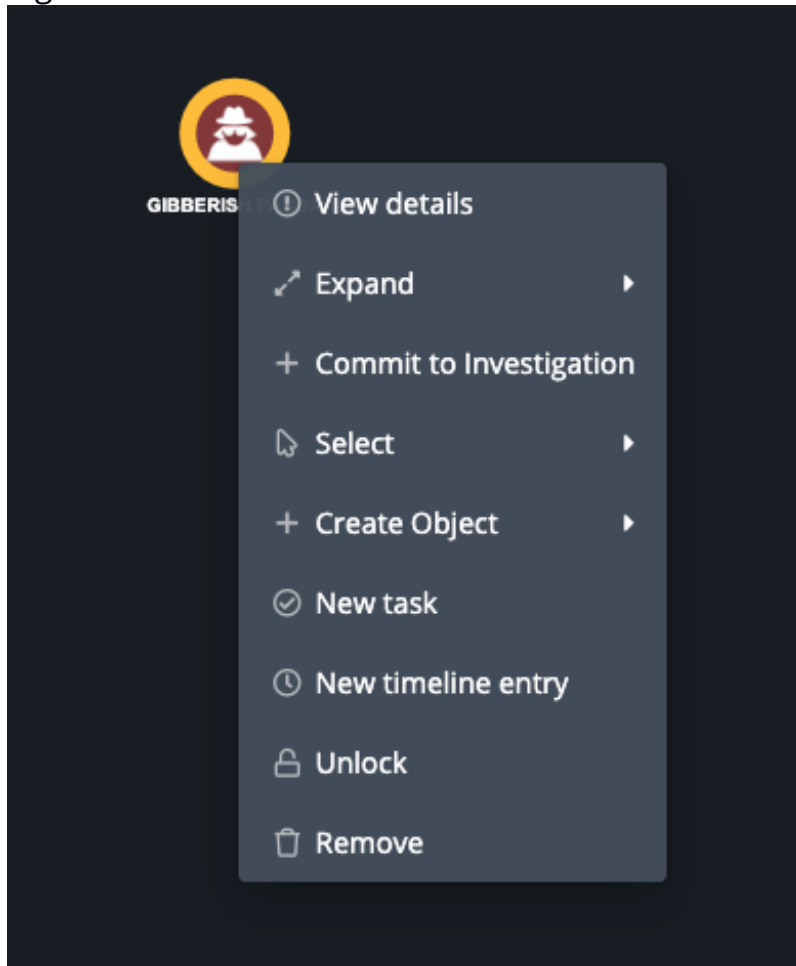 GIBBERISH P
View details
Expand
Commit to Investigation
Select
Create Object
New task
New timeline entry
Unlock
Remove